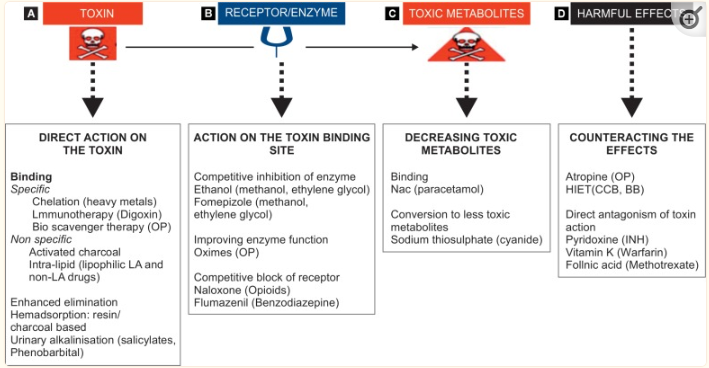 A TOXIN
B RECEPTOR/ENZYME
C TOXIC METABOLITES
D HARMFUL EFFECTS
DIRECT ACTION ON
THE TOXIN
Binding
Specific
Chelation (heavy metals)
Lmmunotherapy (Digoxin)
Bio scavenger therapy (OP)
Non specific
Activated charcoal
Intra-lipid (lipophilic LA and
non-LA drugs)
Enhanced elimination
Hemadsorption: resin/
charcoal based
Urinary alkalinisation (salicylates,
Phenobarbital)
ACTION ON THE TOXIN BINDING
SITE
Competitive inhibition of enzyme
Ethanol (methanol, ethylene glycol)
Fomepizole (methanol,
ethylene glycol)
Improving enzyme function
Oximes (OP)
Competitive block of receptor
Naloxone (Opioids)
Flumazenil (Benzodiazepine)
DECREASING TOXIC
METABOLITES
Binding
Nac (paracetamol)
Conversion to less toxic
metabolites
Sodium thiosulphate (cyanide)
COUNTERACTING THE
EFFECTS
Atropine (OP)
HIET(CCB, BB)
Direct antagonism of toxin
action
Pyridoxine (INH)
Vitamin K (Warfarin)
Follnic acid (Methotrexate)